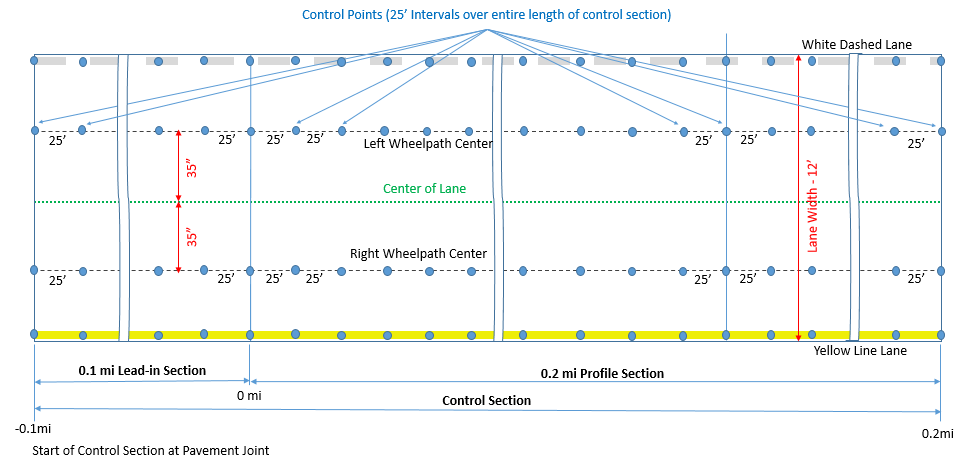 Control Points (25’ Intervals over entire length of control section)
White Dashed Lane
25’ 25’ 25’ 25’ 25’ 25’ 25’
Left Wheelpath Center
35”
Center of Lane
35”
Lane Width - 12’
Right Wheelpath Center
25’ 25’ 25’ 25’ 25’ 25’ 25’
Yellow Line Lane
0.1 mi Lead-in Section
0.2 mi Profile Section
0 mi
Control Section
-0.1mi
0.2mi
Start of Control Section at Pavement Joint